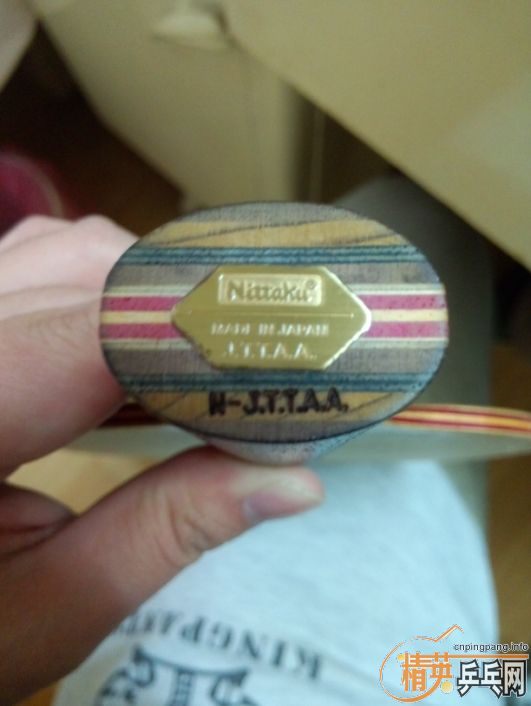 Nittaku®
MADE IN JAPAN
J.T.T.A.A.
N-J.T.T.A.A.
cnpingpang.info
精英乒乓网